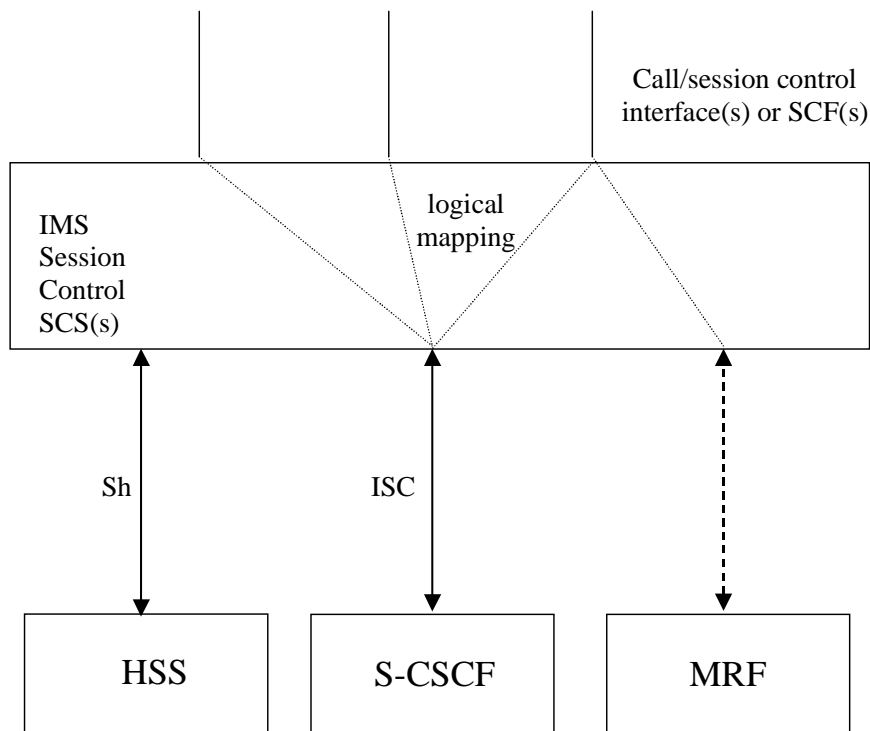 Call/session control
interface(s) or SCF(s)
logical
mapping
IMS
Session
Control
SCS(s)
Sh
ISC
HSS
S-CSCF
MRF